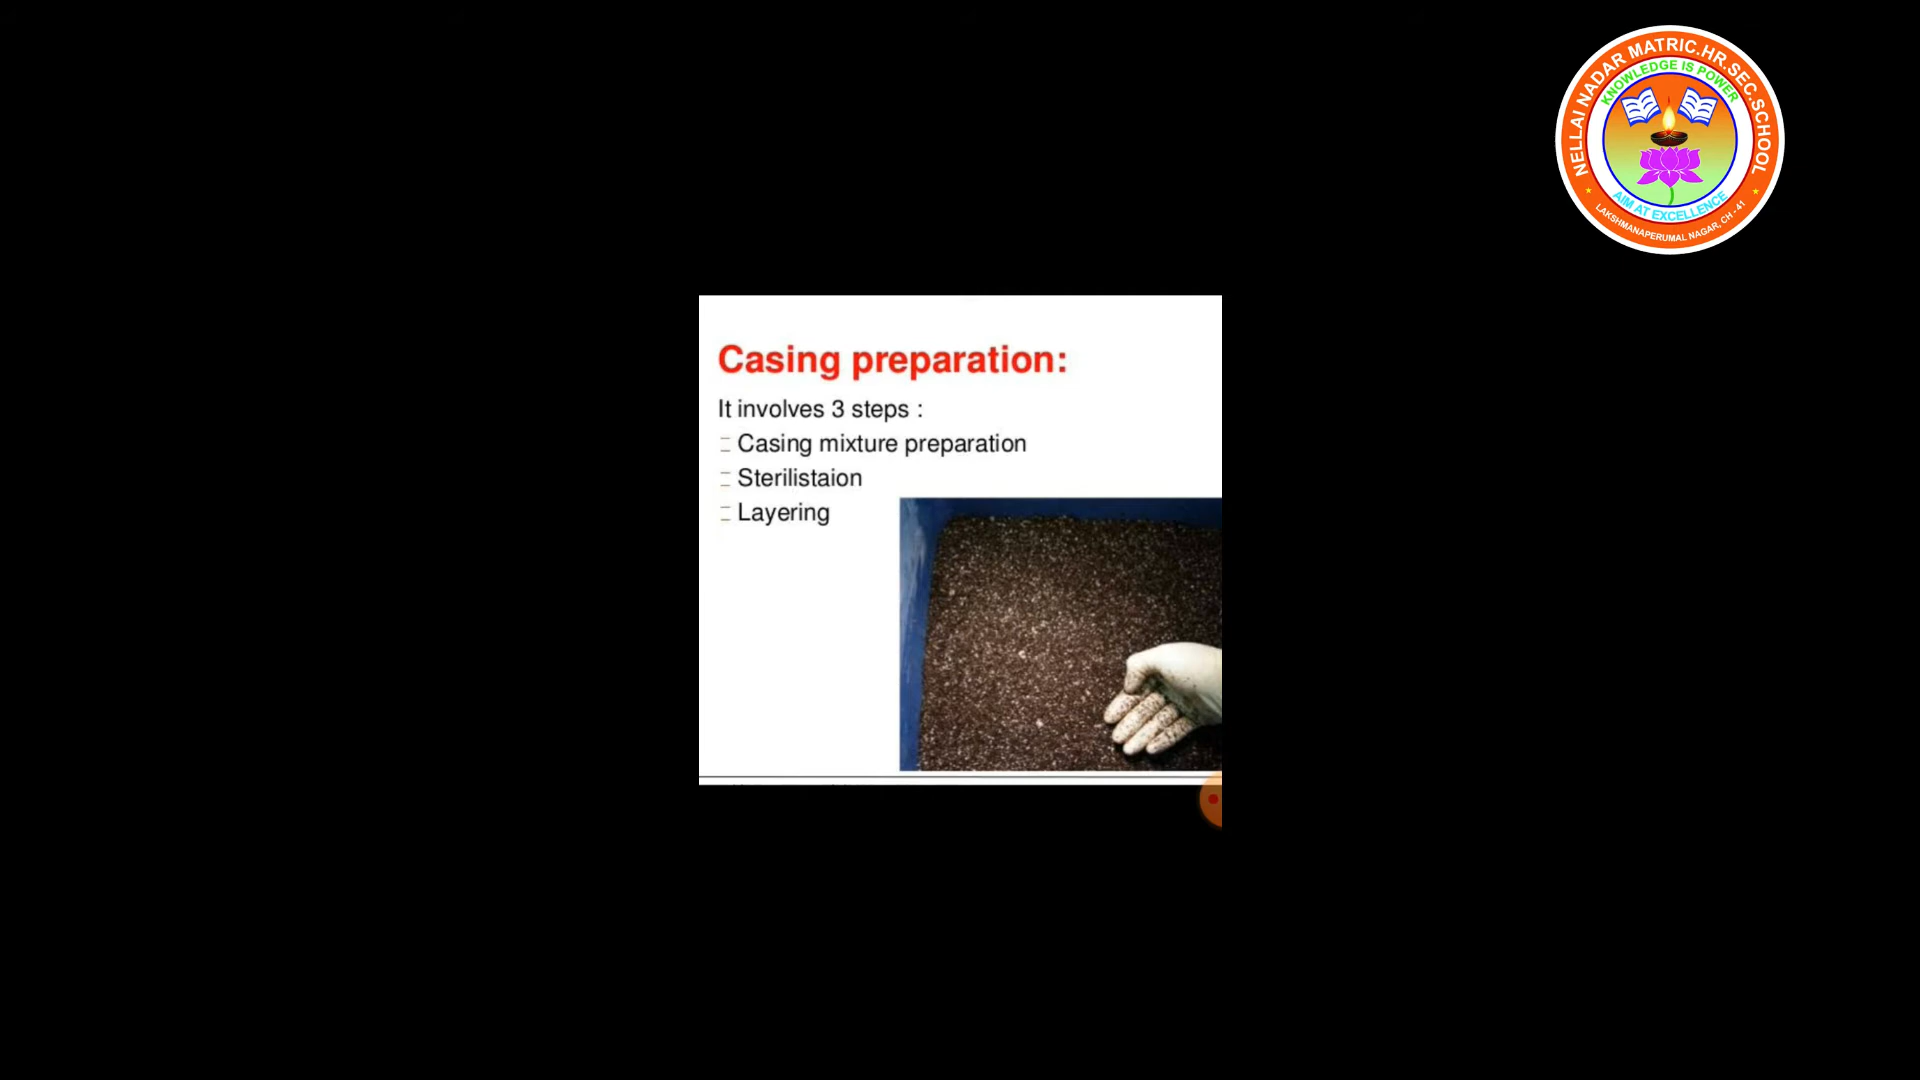 NELLAI NADAR MATRIC.HR.SEC.SCHOOL
KNOWLEDGE IS POWER
AIM AT EXCELLENCE
LAKSHMANAPERUMAL NAGAR, CH - 41
Casing preparation:
It involves 3 steps :
Casing mixture preparation
Sterilistaion
Layering